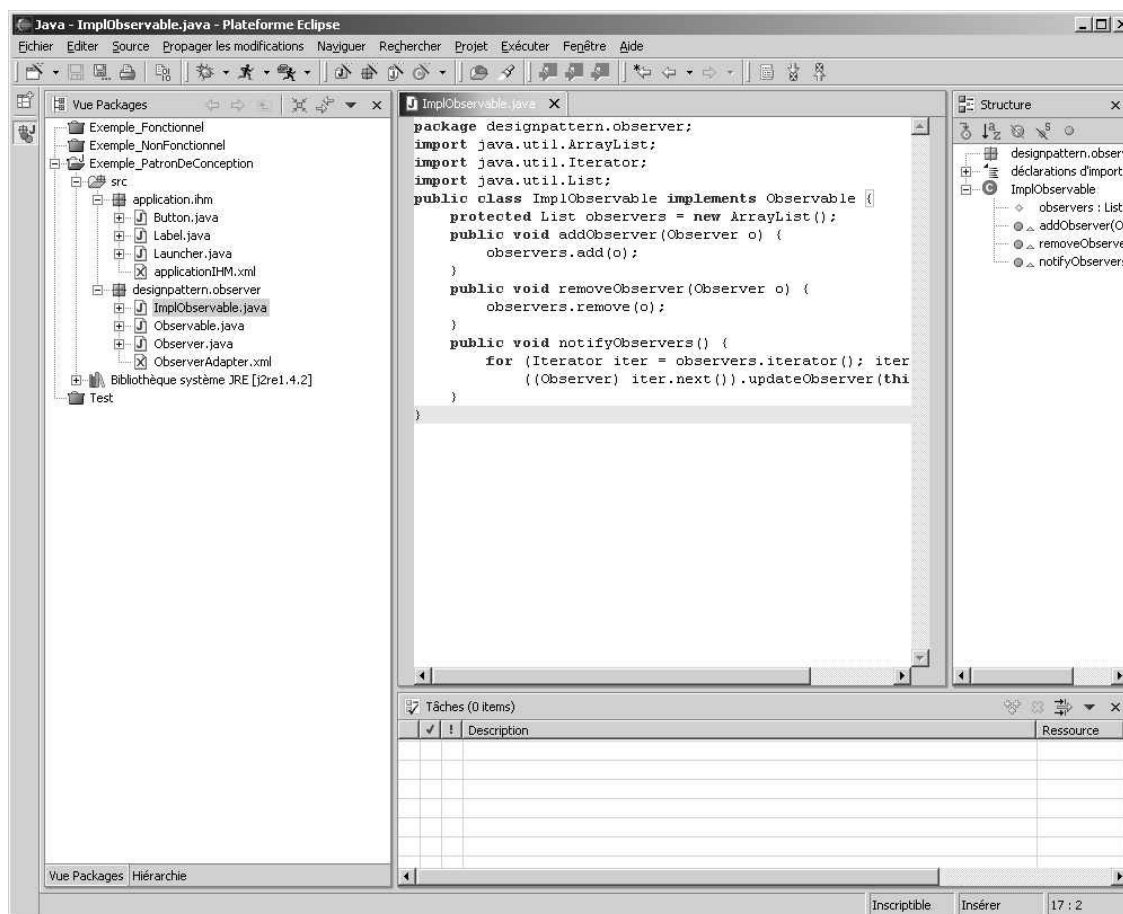 Java - ImplObservable.java - Plateforme Eclipse
Fichier Editer Source Propager les modifications Naviguer Rechercher Projet Exécuter Fenêtre Aide
Vue Packages
Exemple_Fonctionnel
Exemple_NonFonctionnel
Exemple_PatronDeConception
src
application.ihm
Button.java
Label.java
Launcher.java
applicationIHM.xml
designpattern.observer
ImplObservable.java
Observable.java
Observer.java
ObserverAdapter.xml
Bibliothèque système JRE [j2re1.4.2]
Test
Vue Packages Hiérarchie
ImplObservable.java
package designpattern.observer;
import java.util.ArrayList;
import java.util.Iterator;
import java.util.List;
public class ImplObservable implements Observable {
protected List observers = new ArrayList();
public void addObserver(Observer o) {
observers.add(o);
}
public void removeObserver(Observer o) {
observers.remove(o);
}
public void notifyObservers() {
for (Iterator iter = observers.iterator(); iter
((Observer) iter.next()).updateObserver(thi
}
}
Structure
designpattern.obser
déclarations d'import
ImplObservable
observers : List
addObserver(O
removeObserve
notifyObservers
Tâches (0 items)
✓ ! Description Ressource
Inscriptible Insérer 17 : 2